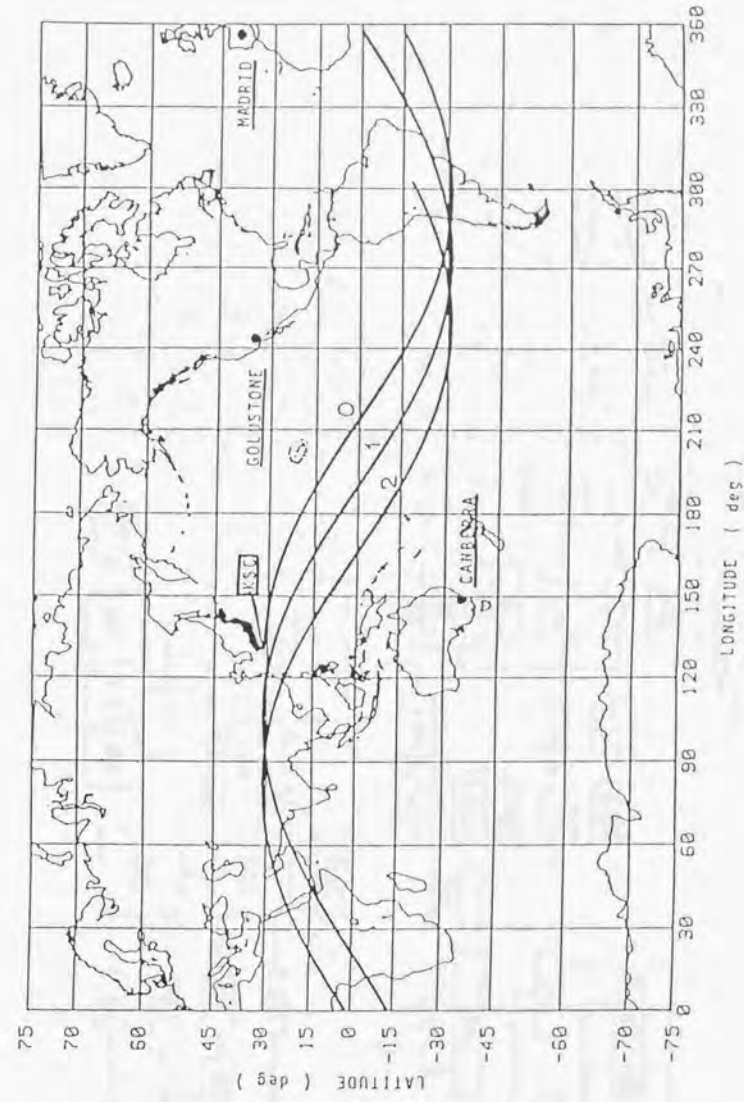 75
70
60
45
30
15
0
-15
-30
-45
-60
-70
-75
LATITUDE ( deg )
MADRID
GOLDSTONE
KSC
CANBERRA
0
1
2
0 30 60 90 120 150 180 210 240 270 300 330 360
LONGITUDE ( deg )